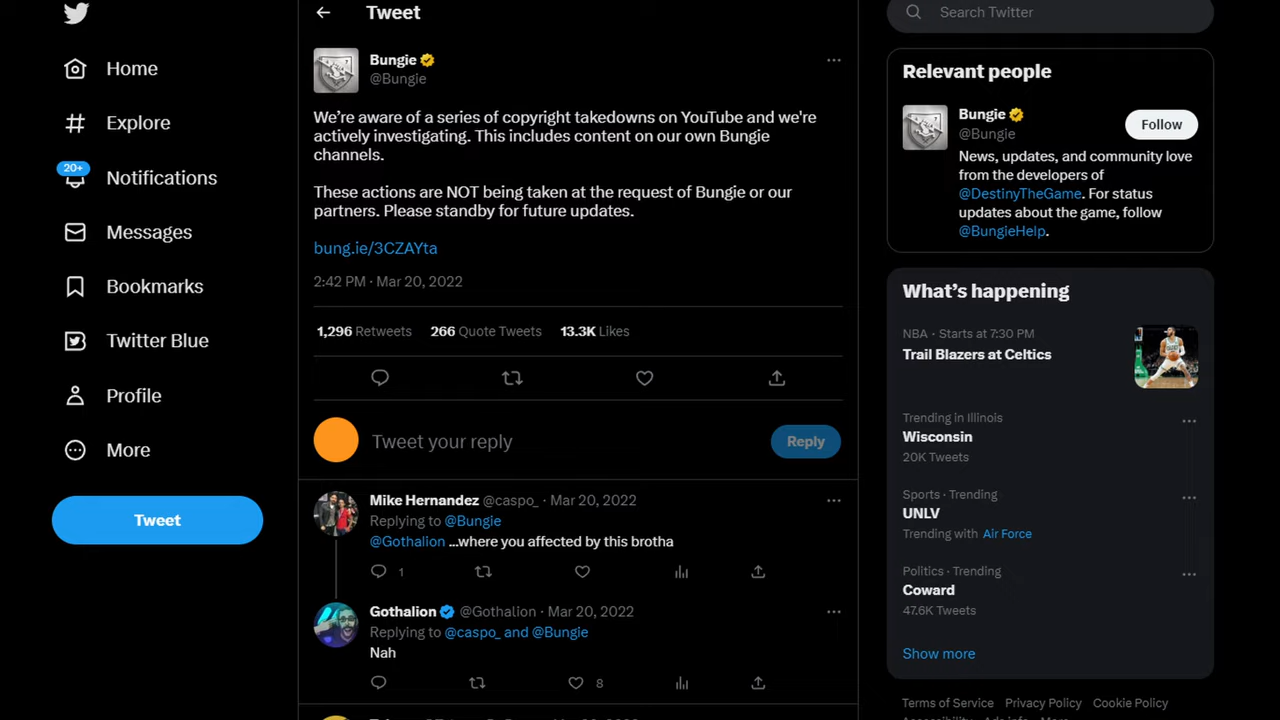 Tweet
Search Twitter
Home
Explore
20+
Notifications
Messages
Bookmarks
Twitter Blue
Profile
More
Tweet
Bungie
@Bungie
We're aware of a series of copyright takedowns on YouTube and we're
actively investigating. This includes content on our own Bungie
channels.
These actions are NOT being taken at the request of Bungie or our
partners. Please standby for future updates.
bung.ie/3CZAYta
2:42 PM · Mar 20, 2022
1,296 Retweets 266 Quote Tweets 13.3K Likes
Tweet your reply
Reply
Mike Hernandez @caspo_ · Mar 20, 2022
Replying to @Bungie
@Gothalion ...where you affected by this brotha
1
Gothalion @Gothalion · Mar 20, 2022
Replying to @caspo_ and @Bungie
Nah
8
Relevant people
Bungie
@Bungie
Follow
News, updates, and community love
from the developers of
@DestinyTheGame. For status
updates about the game, follow
@BungieHelp.
What's happening
NBA · Starts at 7:30 PM
Trail Blazers at Celtics
Trending in Illinois
Wisconsin
20K Tweets
Sports · Trending
UNLV
Trending with Air Force
Politics · Trending
Coward
47.6K Tweets
Show more
Terms of Service Privacy Policy Cookie Policy